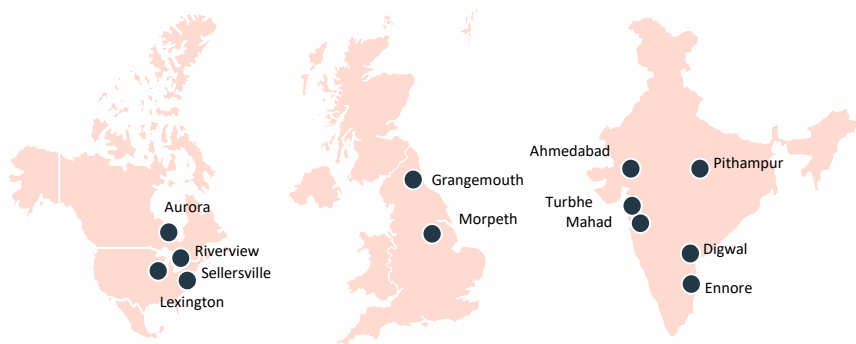 Aurora
Riverview
Sellersville
Lexington
Grangemouth
Morpeth
Ahmedabad
Pithampur
Turbhe
Mahad
Digwal
Ennore